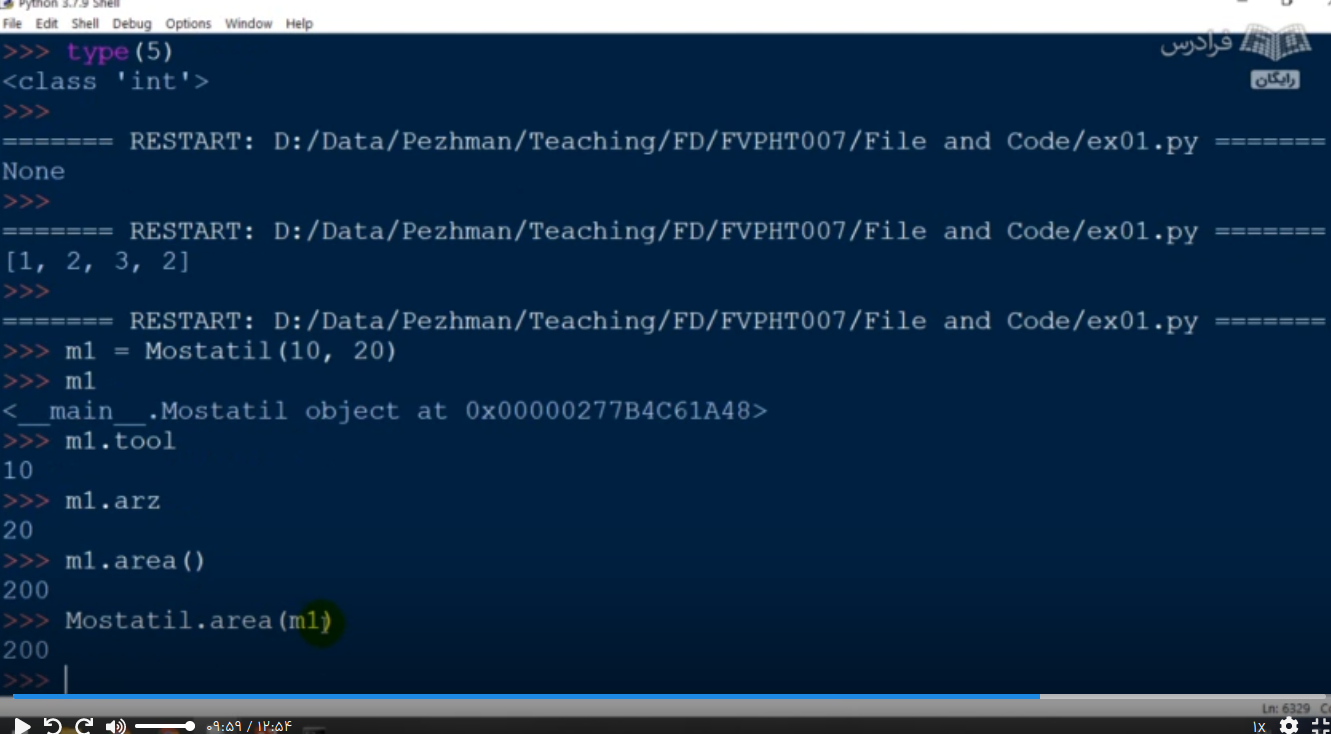 Python 3.7.9 Shell
File Edit Shell Debug Options Window Help
>>> type(5)
<class 'int'>
>>>
======= RESTART: D:/Data/Pezhman/Teaching/FD/FVPHT007/File and Code/ex01.py =======
None
>>>
======= RESTART: D:/Data/Pezhman/Teaching/FD/FVPHT007/File and Code/ex01.py =======
[1, 2, 3, 2]
>>>
======= RESTART: D:/Data/Pezhman/Teaching/FD/FVPHT007/File and Code/ex01.py =======
>>> m1 = Mostatil(10, 20)
>>> m1
<__main__.Mostatil object at 0x00000277B4C61A48>
>>> m1.tool
10
>>> m1.arz
20
>>> m1.area()
200
>>> Mostatil.area(m1)
200
>>>
فرادرس
رایگان
Ln: 6329
۰۹:۵۹ / ۱۲:۵۴
۱x